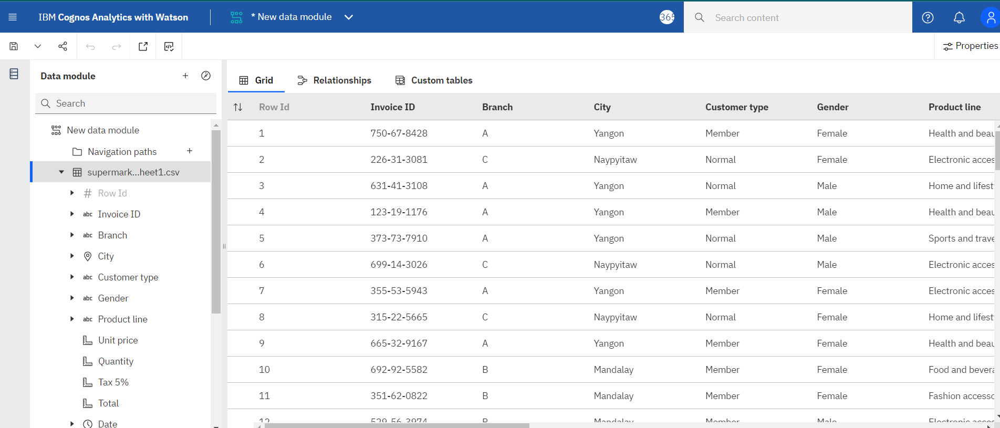 IBM Cognos Analytics with Watson
* New data module
365
Search content
Properties
Data module
Search
New data module
Navigation paths
supermark...heet1.csv
# Row Id
abc Invoice ID
abc Branch
City
abc Customer type
abc Gender
abc Product line
Unit price
Quantity
Tax 5%
Total
Date
Grid Relationships Custom tables
Row Id Invoice ID Branch City Customer type Gender Product line
1 750-67-8428 A Yangon Member Female Health and beau
2 226-31-3081 C Naypyitaw Normal Female Electronic acces
3 631-41-3108 A Yangon Normal Male Home and lifest
4 123-19-1176 A Yangon Member Male Health and beau
5 373-73-7910 A Yangon Normal Male Sports and trave
6 699-14-3026 C Naypyitaw Normal Male Electronic acces
7 355-53-5943 A Yangon Member Female Electronic acces
8 315-22-5665 C Naypyitaw Normal Female Home and lifest
9 665-32-9167 A Yangon Member Female Health and beau
10 692-92-5582 B Mandalay Member Female Food and bevera
11 351-62-0822 B Mandalay Member Female Fashion accesso
12 529-56-3974 B Mandalay Member Male Electronic acces